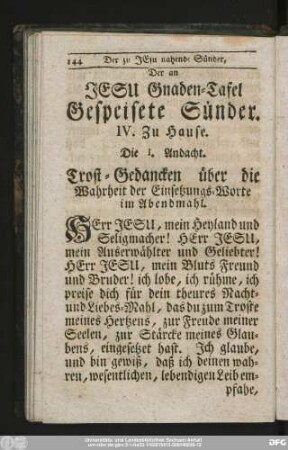 144 Der zu JEsu nahende Sünder,
Der an
JESU Gnaden-Tafel
Gespeisete Sünder.
IV. Zu Hause.
Die 1. Andacht.
Trost-Gedancken über die
Wahrheit der Einsetzungs-Worte
im Abendmahl.
HErr JESU, mein Heyland und
Seligmacher! HErr JESU,
mein Auserwählter und Geliebter!
HErr JESU, mein Bluts Freund
und Bruder! ich lobe, ich rühme, ich
preise dich für dein theures Nacht-
und Liebes-Mahl, das du zum Troste
meines Hertzens, zur Freude meiner
Seelen, zur Stärcke meines Glau-
bens, eingesetzet hast. Ich glaube,
und bin gewiß, daß ich deinen wah-
ren, wesentlichen, lebendigen Leib em-
pfahe,
DFG